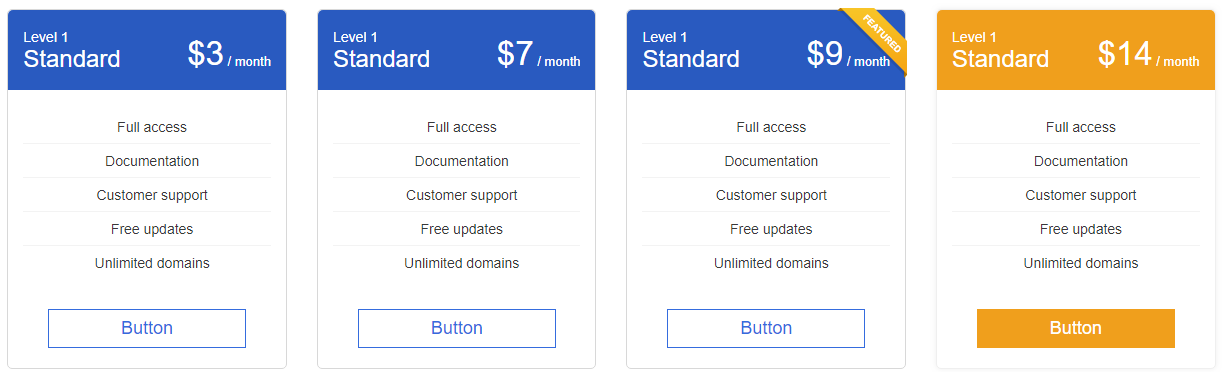 Level 1
Standard
$3 / month
Full access
Documentation
Customer support
Free updates
Unlimited domains
Button
Level 1
Standard
$7 / month
Full access
Documentation
Customer support
Free updates
Unlimited domains
Button
Level 1
Standard
$9 / month
FEATURED
Full access
Documentation
Customer support
Free updates
Unlimited domains
Button
Level 1
Standard
$14 / month
Full access
Documentation
Customer support
Free updates
Unlimited domains
Button